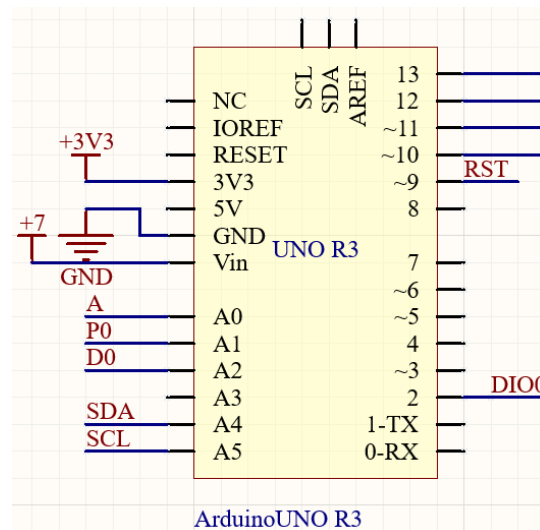 SCL
SDA
AREF
13
NC
12
IOREF
~11
+3V3
RESET
~10
3V3
~9
RST
5V
8
+7
GND
UNO R3
Vin
7
GND
~6
A
A0
~5
P0
A1
4
D0
A2
~3
A3
2
DIO0
SDA
A4
1-TX
SCL
A5
0-RX
ArduinoUNO R3